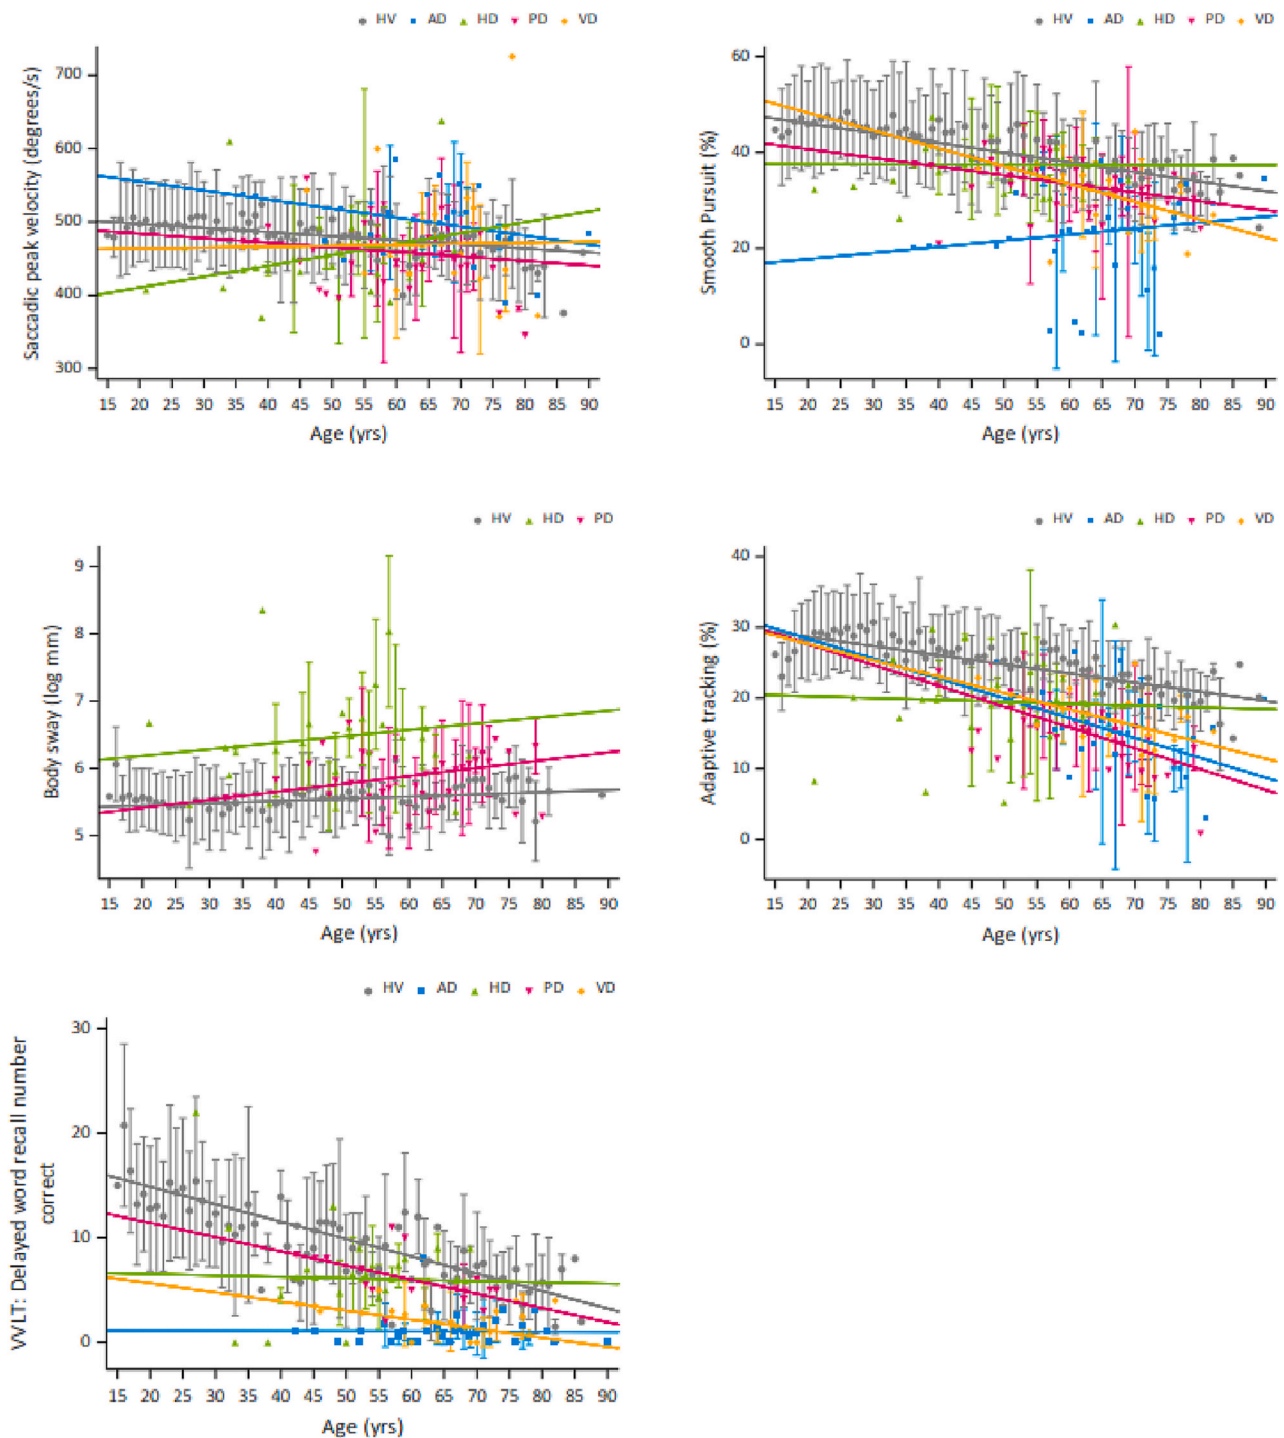 HV AD HD PD VD
Saccadic peak velocity (degrees/s)
700
600
500
400
300
15 20 25 30 35 40 45 50 55 60 65 70 75 80 85 90
Age (yrs)
HV AD HD PD VD
Smooth Pursuit (%)
60
40
20
0
15 20 25 30 35 40 45 50 55 60 65 70 75 80 85 90
Age (yrs)
HV HD PD
Body sway (log mm)
9
8
7
6
5
15 20 25 30 35 40 45 50 55 60 65 70 75 80 85 90
Age (yrs)
HV AD HD PD VD
Adaptive tracking (%)
40
30
20
10
0
15 20 25 30 35 40 45 50 55 60 65 70 75 80 85 90
Age (yrs)
HV AD HD PD VD
VVLT: Delayed word recall number
correct
30
20
10
0
15 20 25 30 35 40 45 50 55 60 65 70 75 80 85 90
Age (yrs)